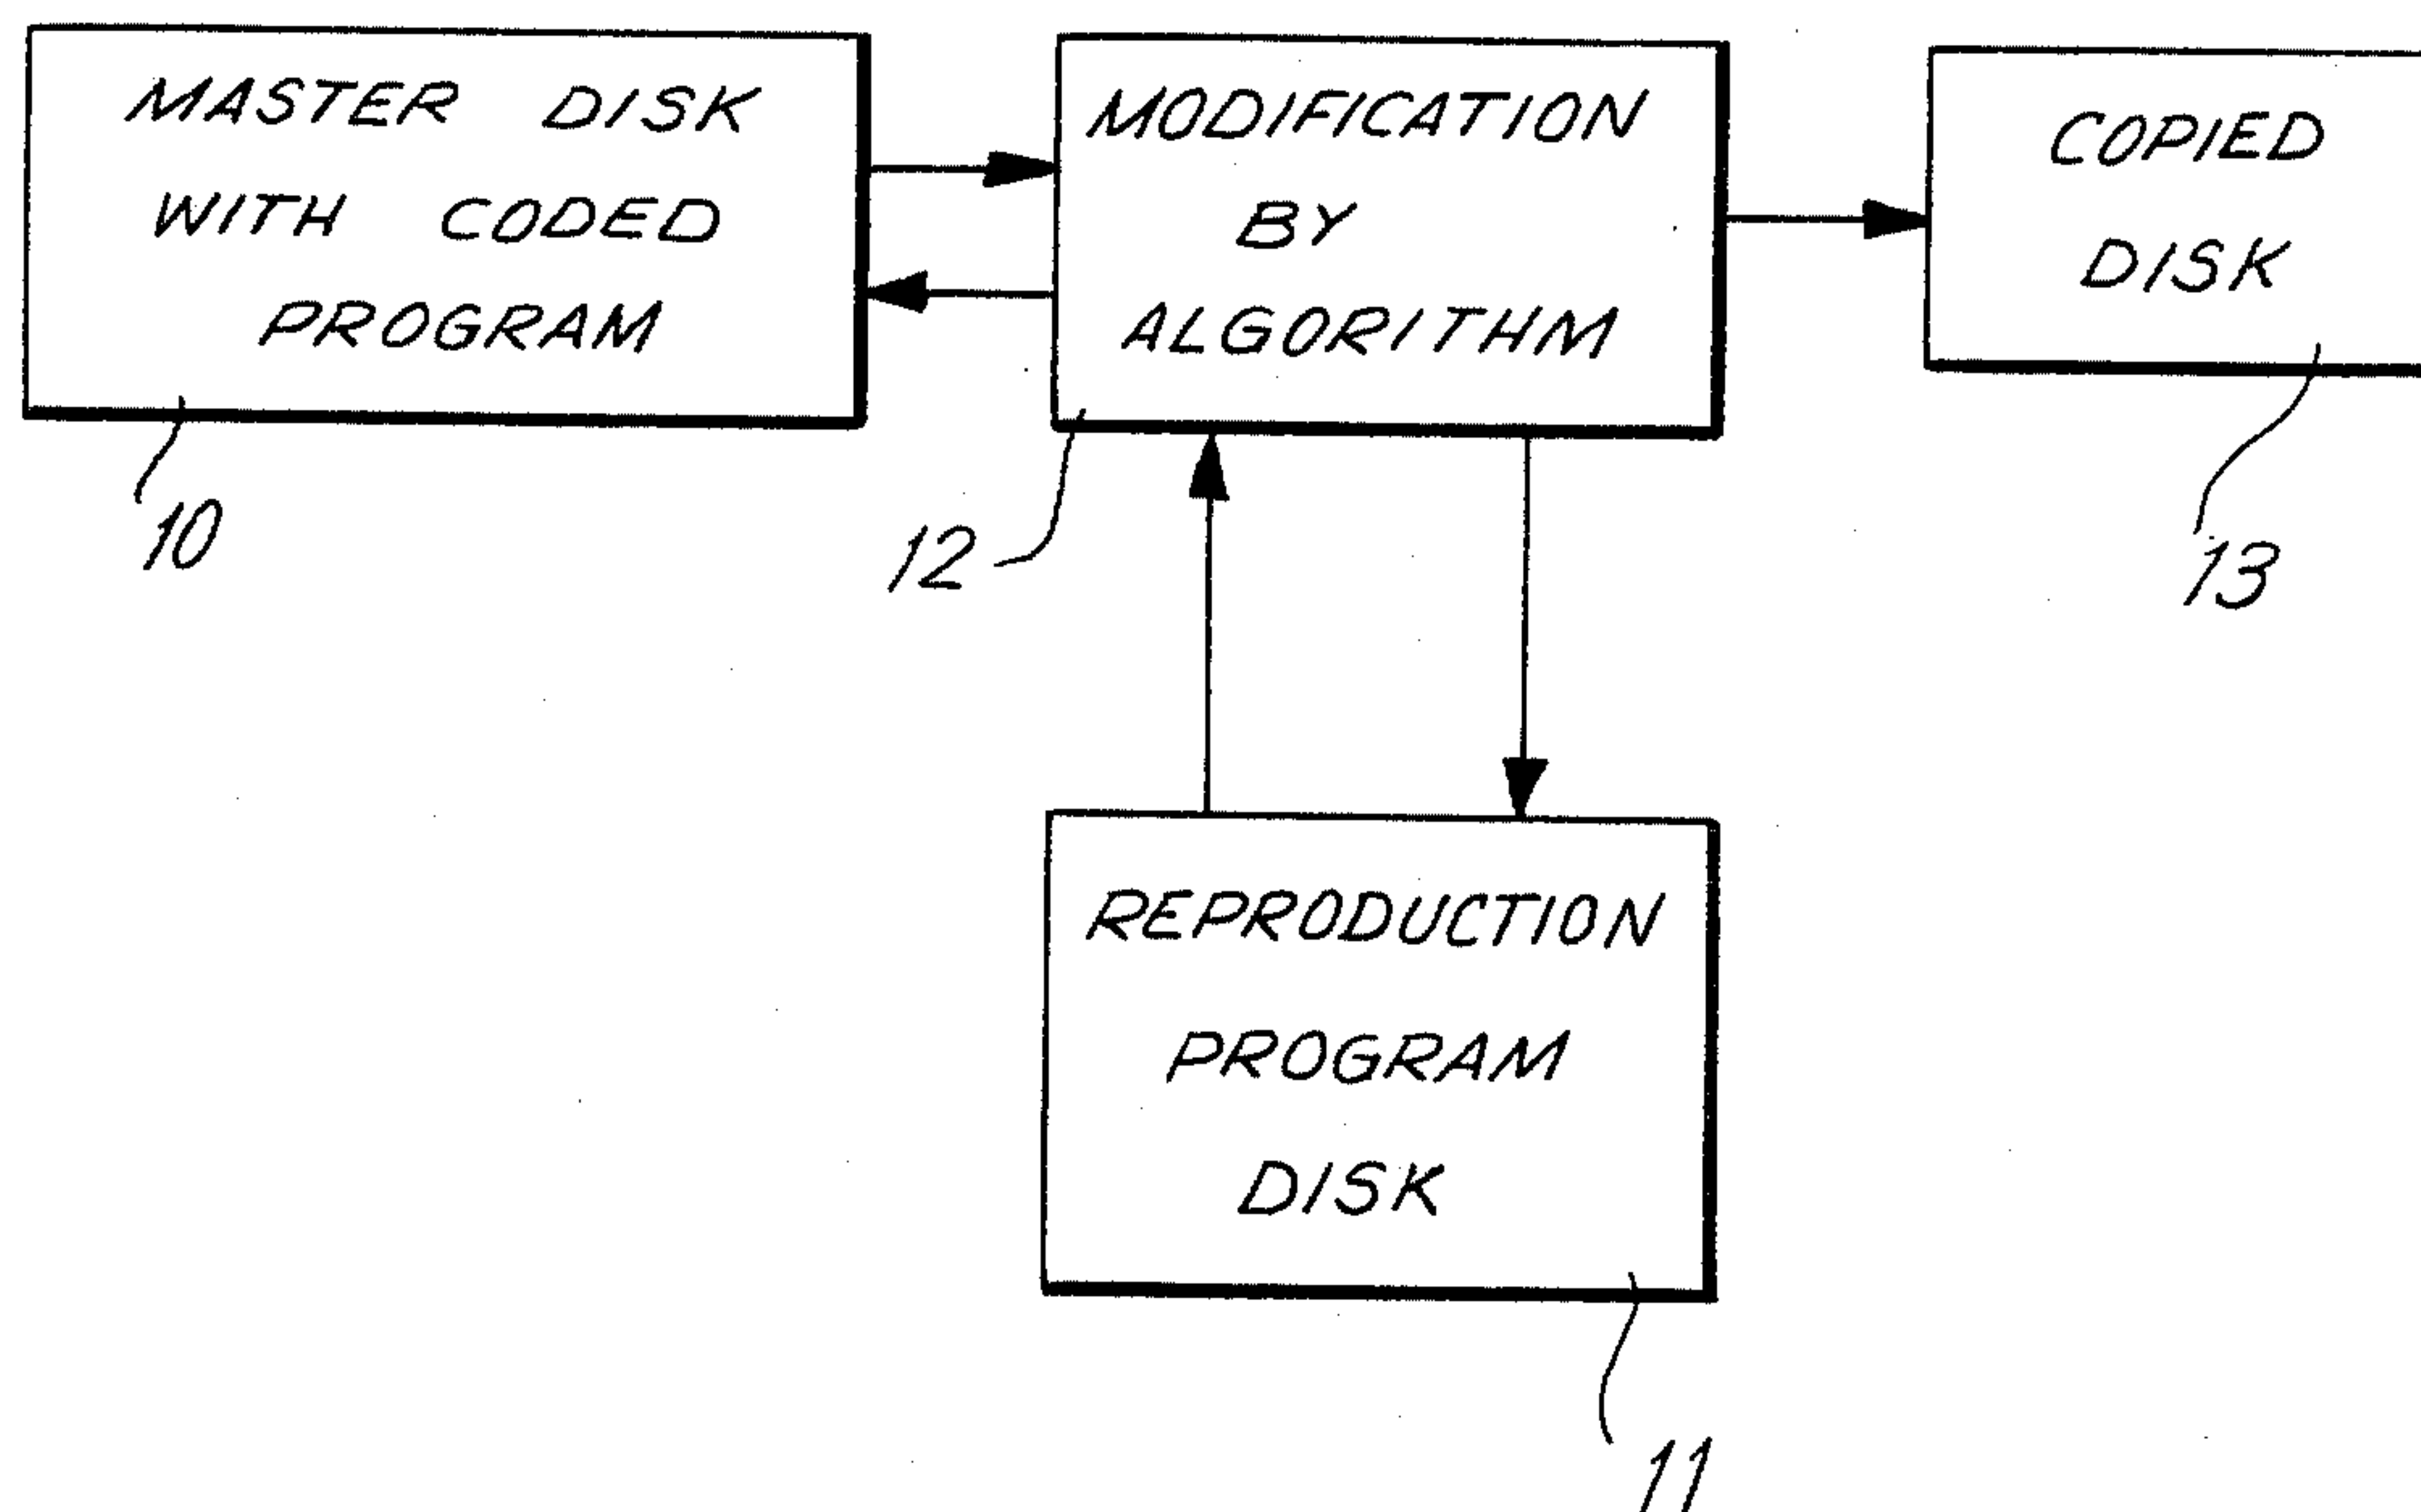 MASTER DISK
WITH CODED
PROGRAM
10
MODIFICATION
BY
ALGORITHM
12
COPIED
DISK
13
REPRODUCTION
PROGRAM
DISK
11